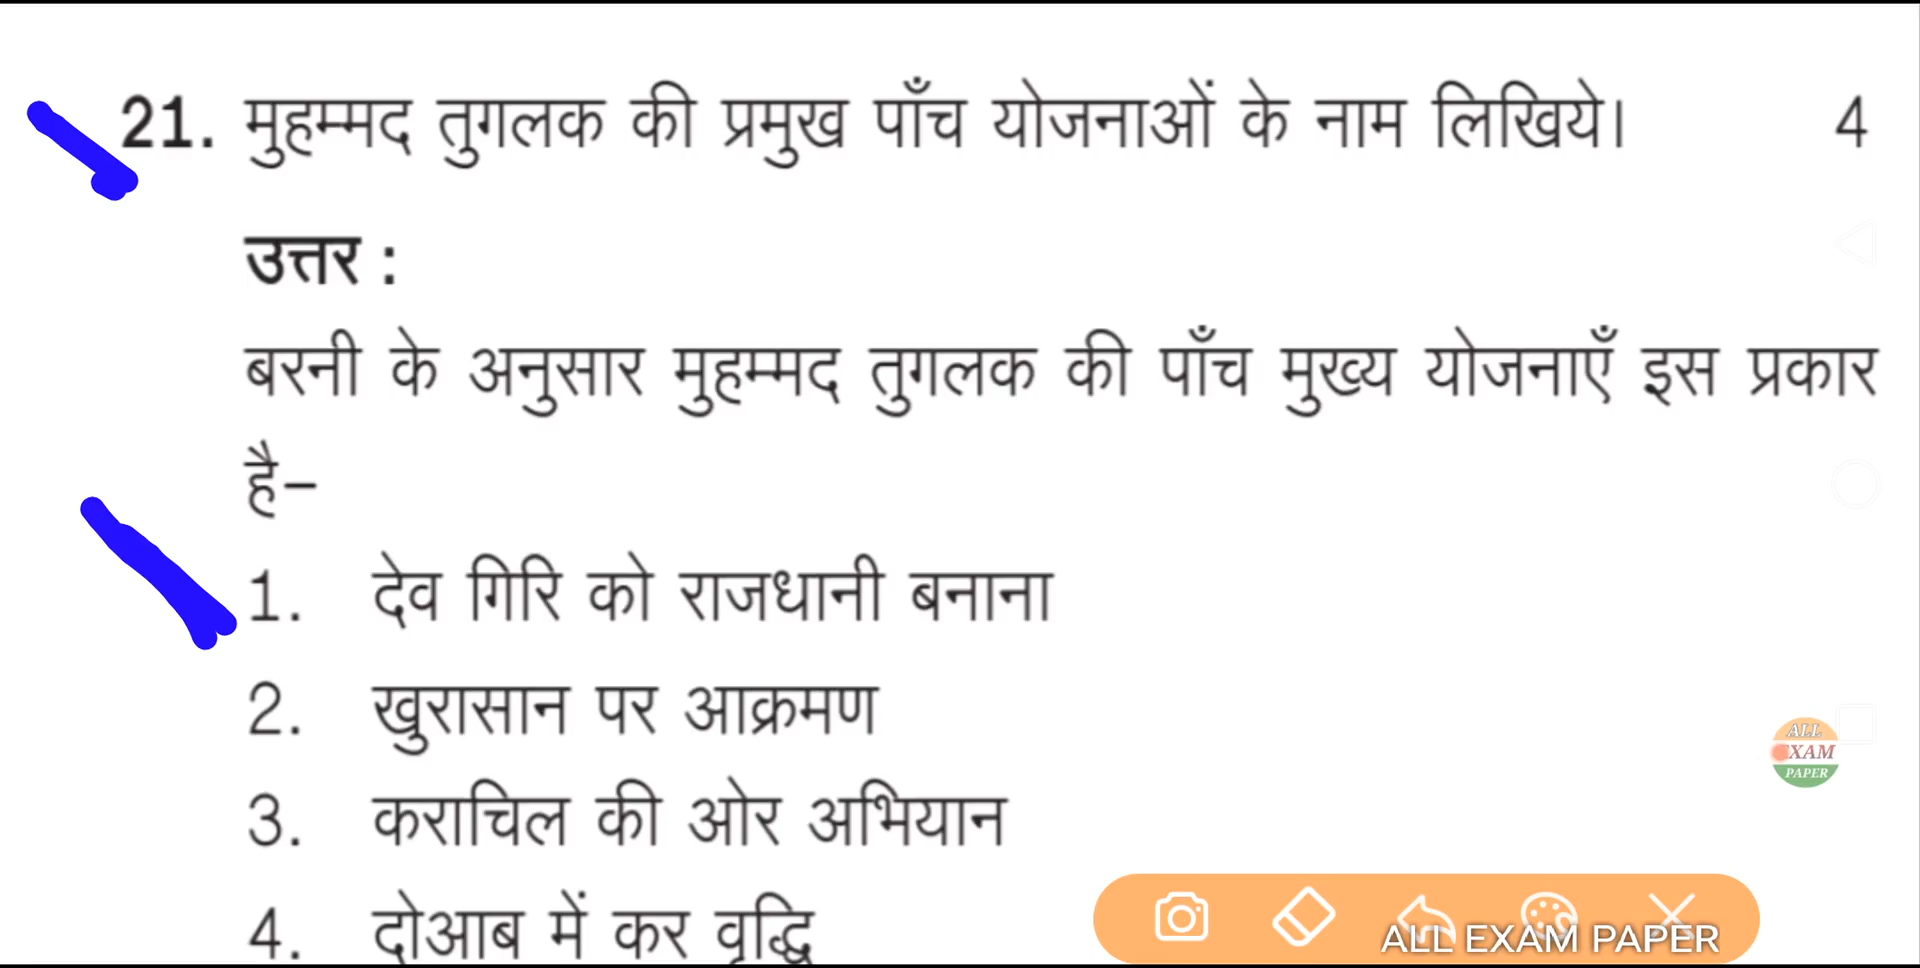 21. मुहम्मद तुगलक की प्रमुख पाँच योजनाओं के नाम लिखिये। 4
उत्तर :
बरनी के अनुसार मुहम्मद तुगलक की पाँच मुख्य योजनाएँ इस प्रकार
है–
1. देव गिरि को राजधानी बनाना
2. खुरासान पर आक्रमण
3. कराचिल की ओर अभियान
4. दोआब में कर वृद्धि
ALL
EXAM
PAPER
ALL EXAM PAPER